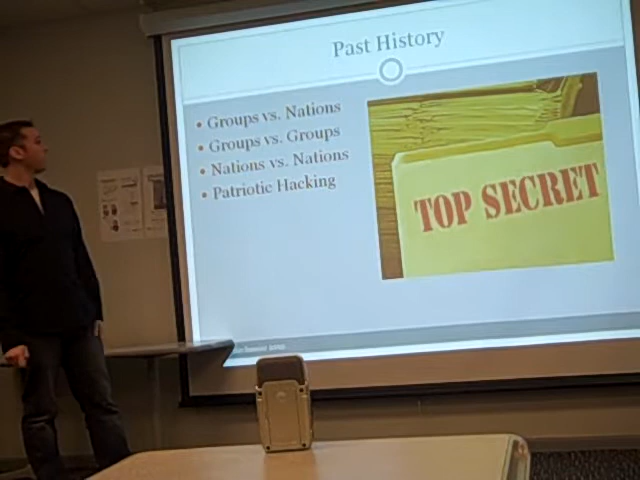 Past History
Groups vs. Nations
Groups vs. Groups
Nations vs. Nations
Patriotic Hacking
TOP SECRET